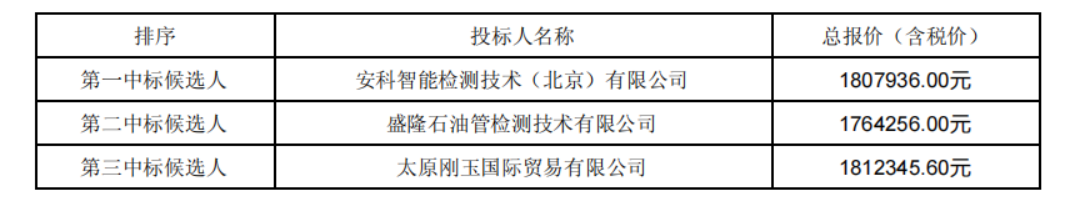 排序 投标人名称 总报价（含税价）
第一中标候选人 安科智能检测技术（北京）有限公司 1807936.00元
第二中标候选人 盛隆石油管检测技术有限公司 1764256.00元
第三中标候选人 太原刚玉国际贸易有限公司 1812345.60元